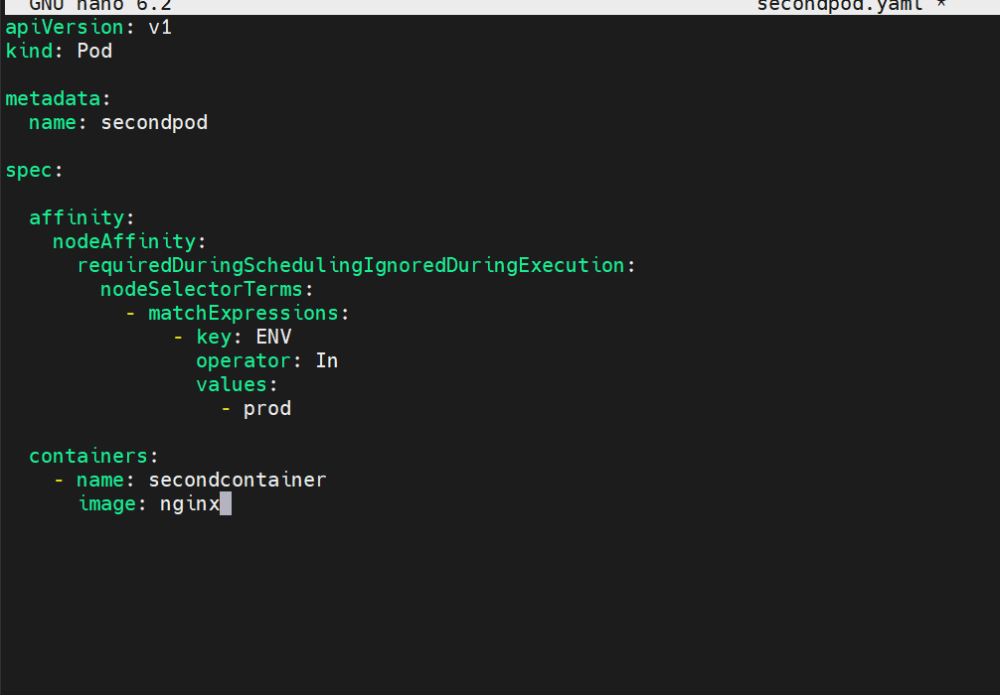 GNU nano 6.2 secondpod.yaml *
apiVersion: v1
kind: Pod
metadata:
  name: secondpod
spec:
  affinity:
    nodeAffinity:
      requiredDuringSchedulingIgnoredDuringExecution:
        nodeSelectorTerms:
          - matchExpressions:
              - key: ENV
                operator: In
                values:
                  - prod
  containers:
    - name: secondcontainer
      image: nginx